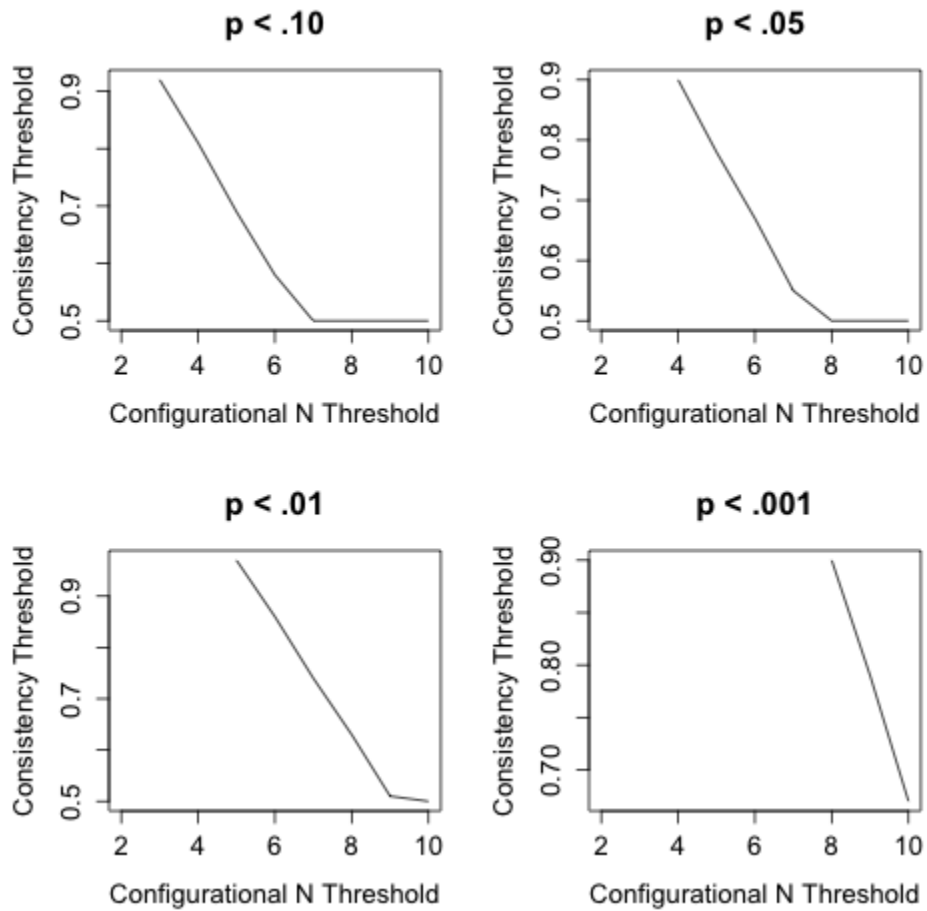 p < .10
Consistency Threshold
0.9
0.7
0.5
2 4 6 8 10
Configurational N Threshold
p < .05
Consistency Threshold
0.9
0.8
0.7
0.6
0.5
2 4 6 8 10
Configurational N Threshold
p < .01
Consistency Threshold
0.9
0.7
0.5
2 4 6 8 10
Configurational N Threshold
p < .001
Consistency Threshold
0.90
0.80
0.70
2 4 6 8 10
Configurational N Threshold